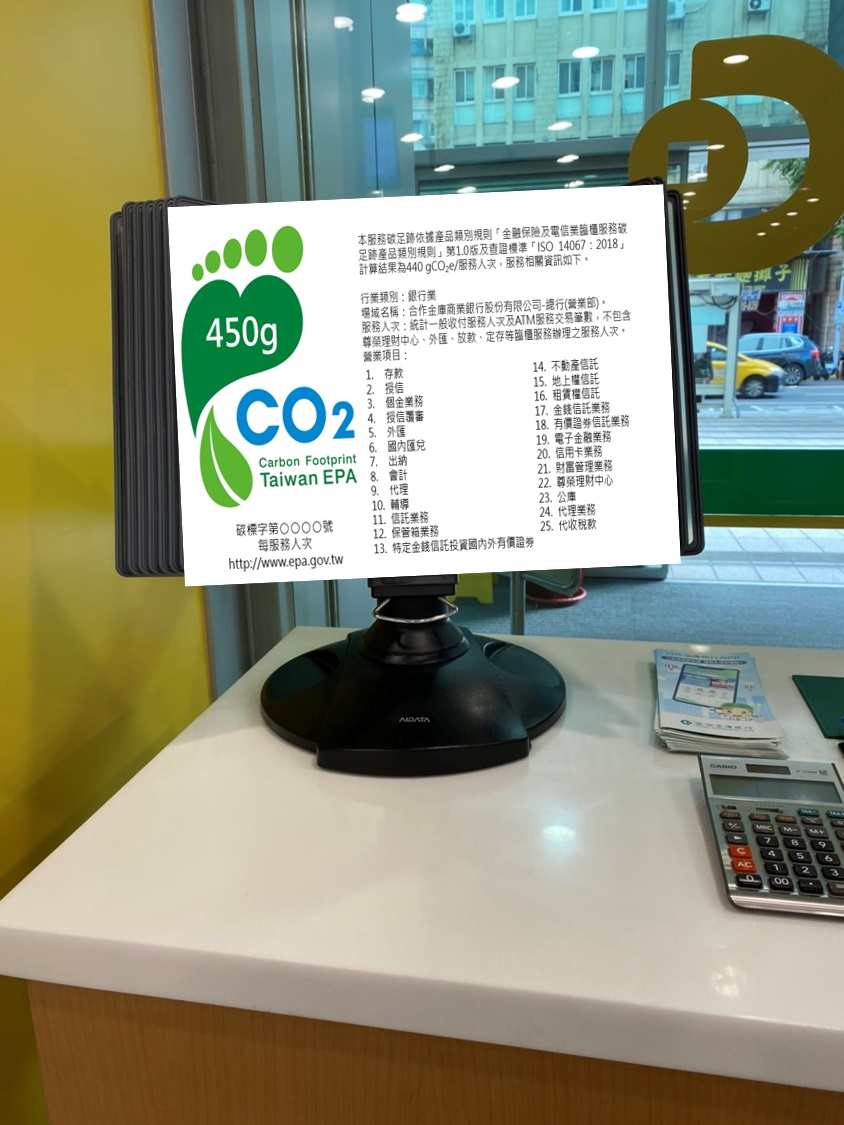 本服務碳足跡依據產品類別規則「金融保險及電信業臨櫃服務碳
足跡產品類別規則」第1.0版及查證標準「ISO 14067：2018」
計算結果為440 gCO₂e/服務人次，服務相關資訊如下。
行業類別：銀行業
場域名稱：合作金庫商業銀行股份有限公司-總行(營業部)。
服務人次：統計一般收付服務人次及ATM服務交易筆數，不包含
尊榮理財中心、外匯、放款、定存等臨櫃服務辦理之服務人次。
營業項目：
1. 存款
2. 授信
3. 個金業務
4. 授信覆審
5. 外匯
6. 國內匯兌
7. 出納
8. 會計
9. 代理
10. 輔導
11. 信託業務
12. 保管箱業務
13. 特定金錢信託投資國內外有價證券
14. 不動產信託
15. 地上權信託
16. 租賃權信託
17. 金錢信託業務
18. 有價證券信託業務
19. 電子金融業務
20. 信用卡業務
21. 財富管理業務
22. 尊榮理財中心
23. 公庫
24. 代理業務
25. 代收稅款
450g
CO2
Carbon Footprint
Taiwan EPA
碳標字第○○○○號
每服務人次
http://www.epa.gov.tw
AIDATA
CASIO
MRC M− M+
7 8 9
C 4 5 6
AC 1 2 3
0 00